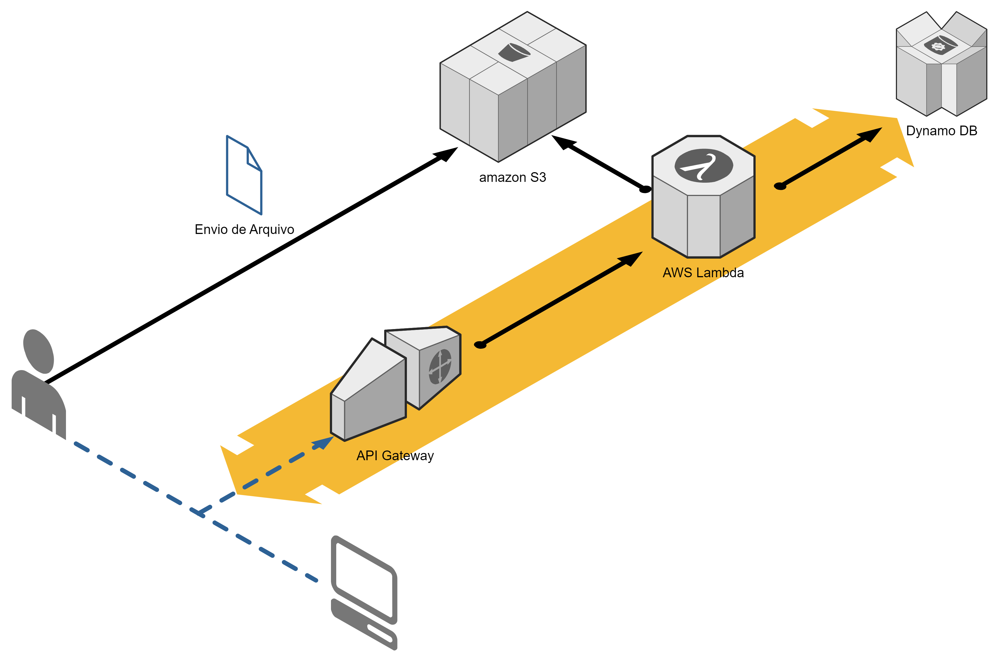 Dynamo DB
amazon S3
Envio de Arquivo
AWS Lambda
API Gateway